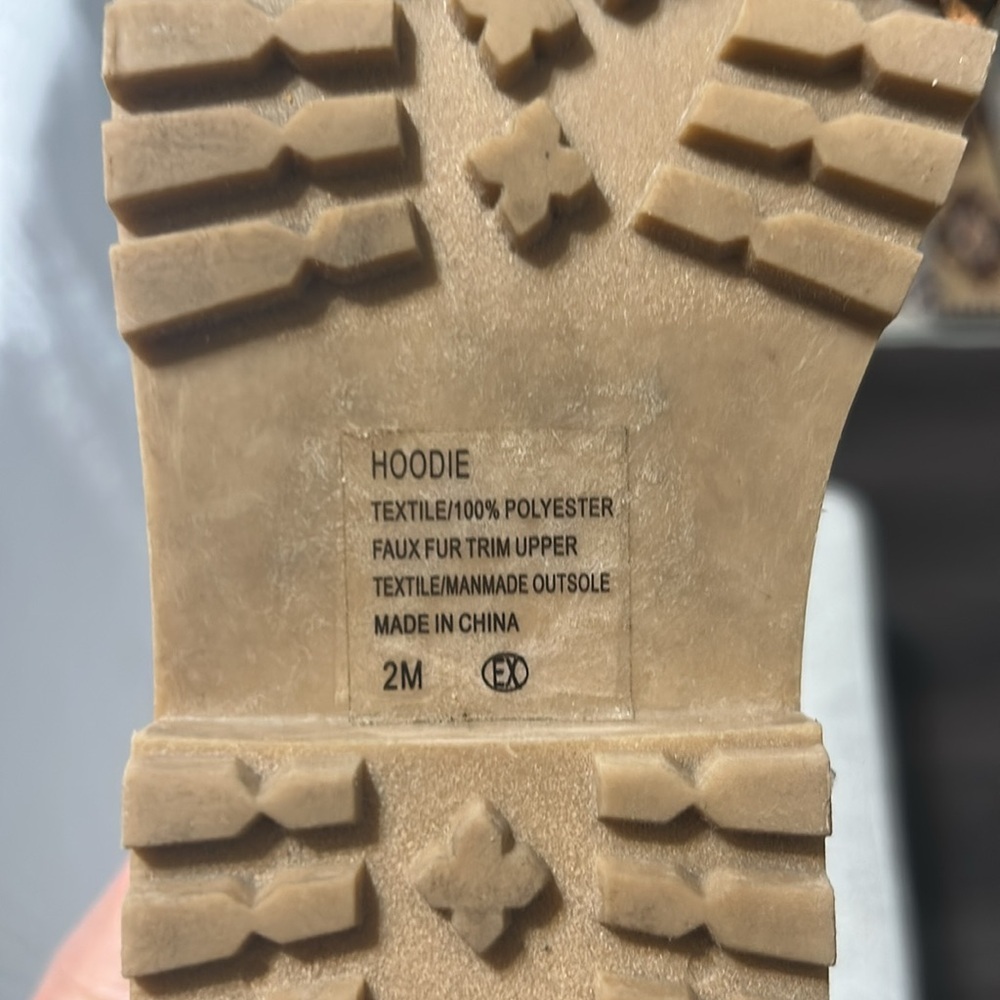 HOODIE
TEXTILE/100% POLYESTER
FAUX FUR TRIM UPPER
TEXTILE/MANMADE OUTSOLE
MADE IN CHINA
2M EX